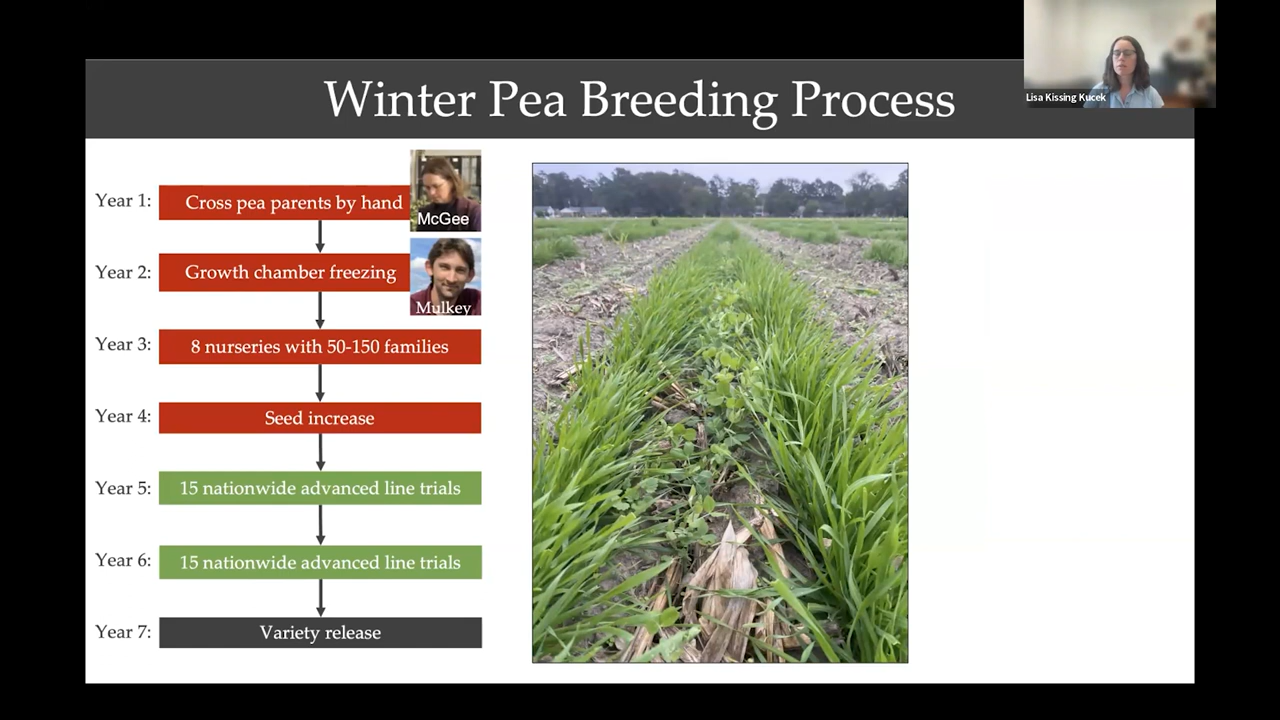 Winter Pea Breeding Process
Lisa Kissing Kucek
Year 1:
Cross pea parents by hand
McGee
Year 2:
Growth chamber freezing
Mulkey
Year 3:
8 nurseries with 50-150 families
Year 4:
Seed increase
Year 5:
15 nationwide advanced line trials
Year 6:
15 nationwide advanced line trials
Year 7:
Variety release